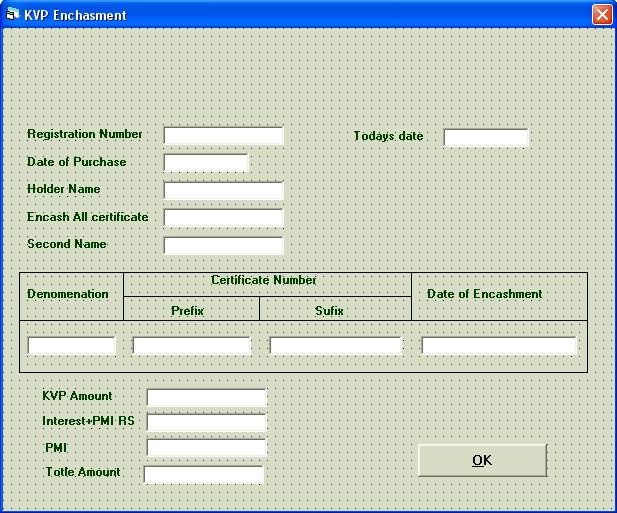 KVP Enchasment
Registration Number
Todays date
Date of Purchase
Holder Name
Encash All certificate
Second Name
Denomenation
Certificate Number
Date of Encashment
Prefix
Sufix
KVP Amount
Interest+PMI RS
PMI
Totle Amount
OK